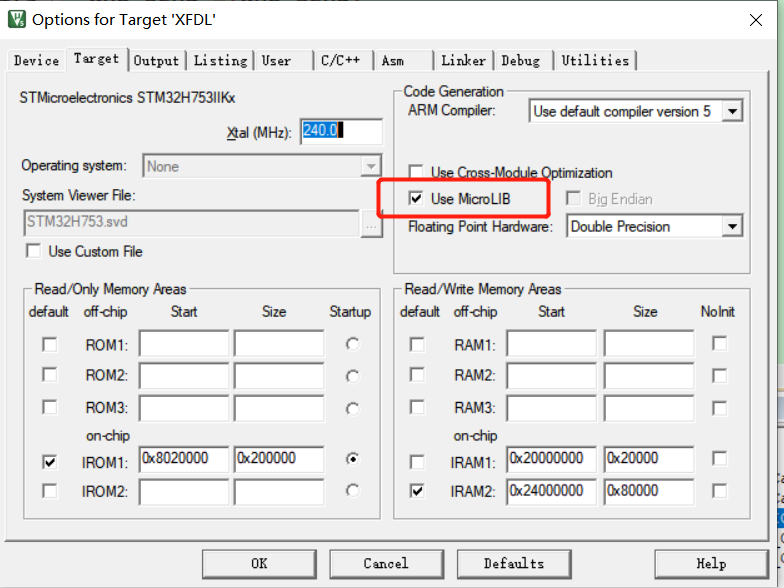 Options for Target 'XFDL'
Device Target Output Listing User C/C++ Asm Linker Debug Utilities
STMicroelectronics STM32H753IIKx
Xtal (MHz): 240.0
Operating system: None
System Viewer File:
STM32H753.svd
...
Use Custom File
Code Generation
ARM Compiler: Use default compiler version 5
Use Cross-Module Optimization
Use MicroLIB Big Endian
Floating Point Hardware: Double Precision
Read/Only Memory Areas
default off-chip Start Size Startup
ROM1:
ROM2:
ROM3:
on-chip
IROM1: 0x8020000 0x200000
IROM2:
Read/Write Memory Areas
default off-chip Start Size NoInit
RAM1:
RAM2:
RAM3:
on-chip
IRAM1: 0x20000000 0x20000
IRAM2: 0x24000000 0x80000
OK Cancel Defaults Help